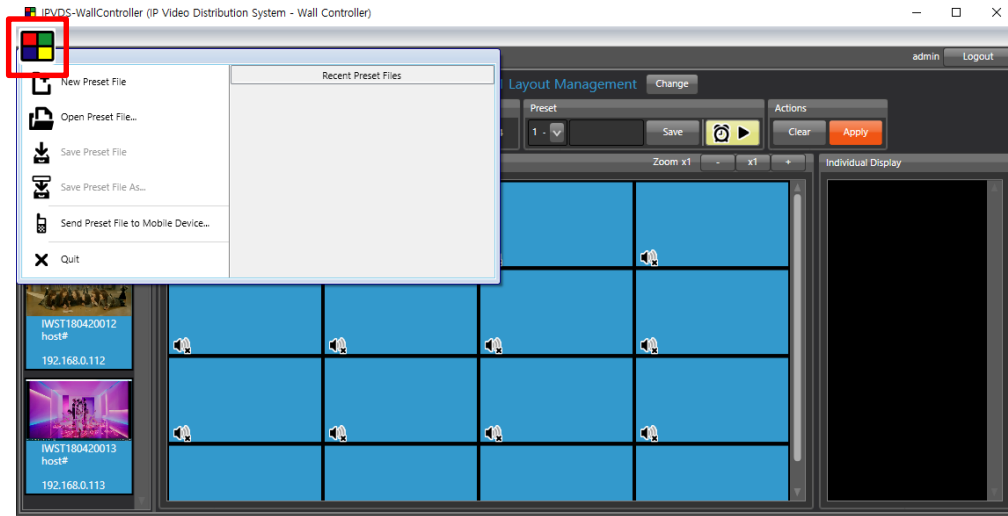 IPVDS-WallController (IP Video Distribution System - Wall Controller)
admin
Logout
New Preset File
Recent Preset Files
Layout Management
Change
Open Preset File...
Preset
Actions
1 -
Save
Clear
Apply
Save Preset File
Zoom x1
-
x1
+
Individual Display
Save Preset File As...
Send Preset File to Mobile Device...
Quit
IWST180420012
host#
192.168.0.112
IWST180420013
host#
192.168.0.113